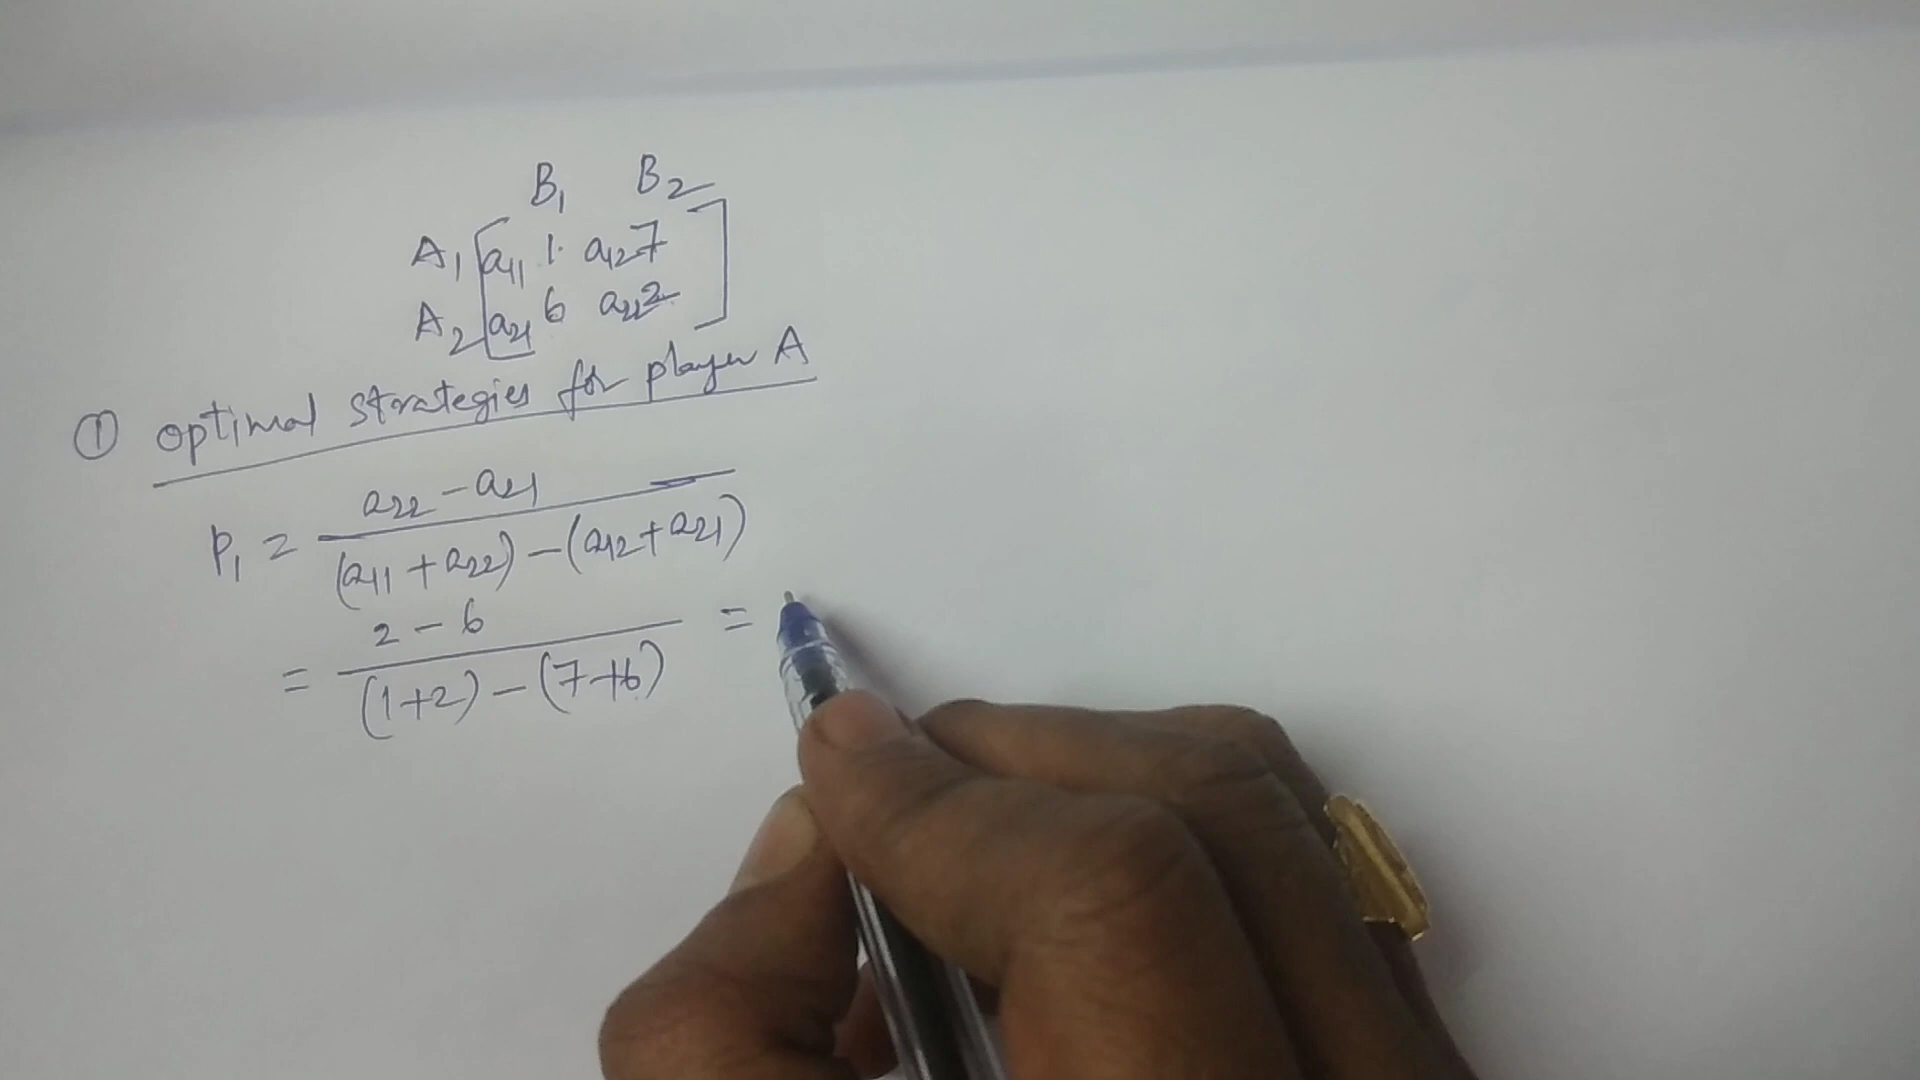 B1 B2
A1 [a11 1 a12 7]
A2 [a21 6 a22 2]
① optimal strategies for player A
P1 = a22 - a21
(a11 + a22) - (a12 + a21)
2 - 6 =
= (1+2) - (7+6)